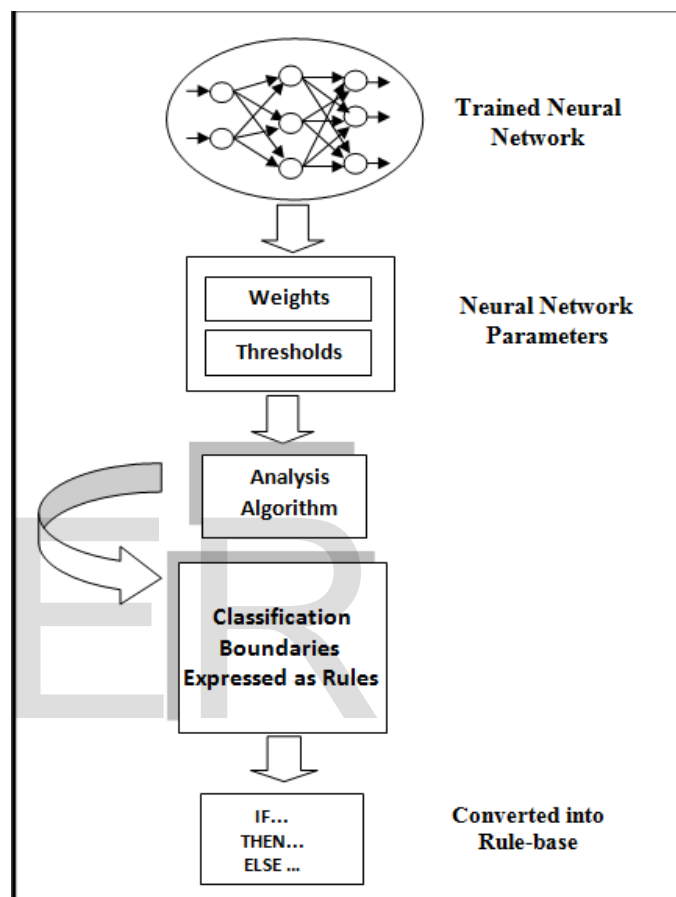 Trained Neural
Network
Weights
Thresholds
Neural Network
Parameters
Analysis
Algorithm
Classification
Boundaries
Expressed as Rules
IF...
THEN...
ELSE ...
Converted into
Rule-base
ER